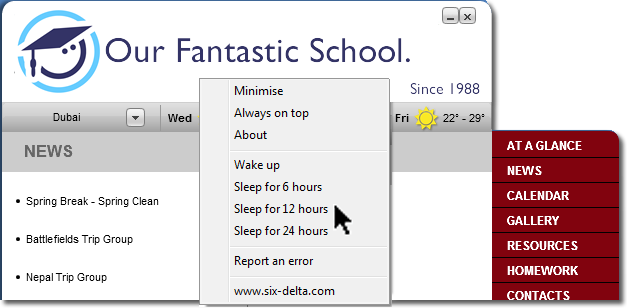 Our Fantastic School.
Since 1988
Dubai
Wed
Fri
22° - 29°
NEWS
Spring Break - Spring Clean
Battlefields Trip Group
Nepal Trip Group
Minimise
Always on top
About
Wake up
Sleep for 6 hours
Sleep for 12 hours
Sleep for 24 hours
Report an error
www.six-delta.com
AT A GLANCE
NEWS
CALENDAR
GALLERY
RESOURCES
HOMEWORK
CONTACTS